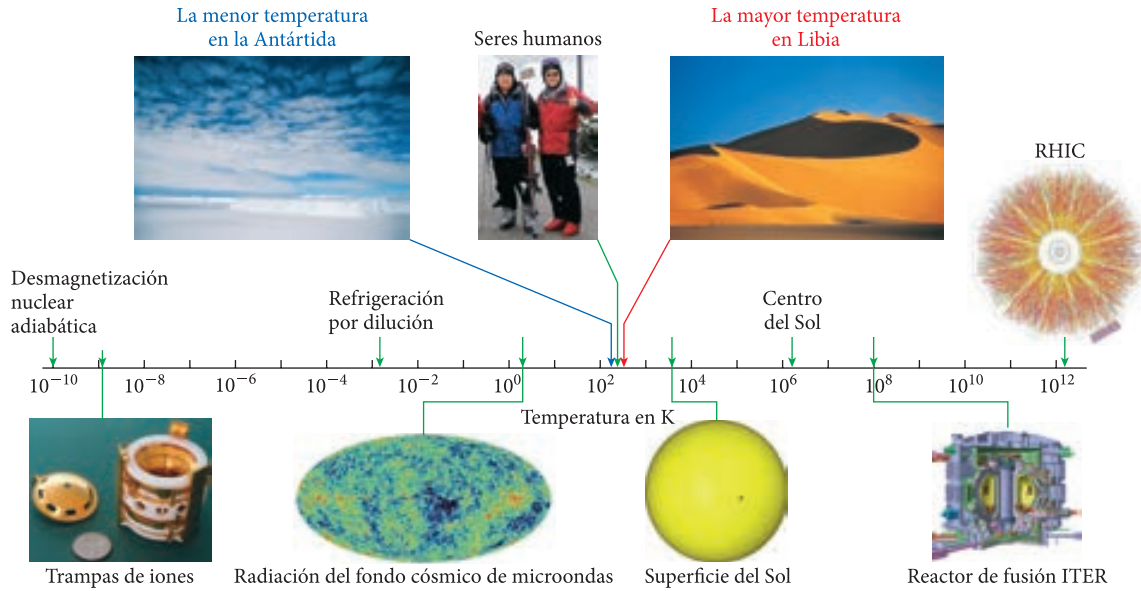 La menor temperatura
en la Antártida
Seres humanos
La mayor temperatura
en Libia
RHIC
Desmagnetización
nuclear
adiabática
Refrigeración
por dilución
Centro
del Sol
10⁻¹⁰ 10⁻⁸ 10⁻⁶ 10⁻⁴ 10⁻² 10⁰ 10² 10⁴ 10⁶ 10⁸ 10¹⁰ 10¹²
Temperatura en K
Trampas de iones
Radiación del fondo cósmico de microondas
Superficie del Sol
Reactor de fusión ITER